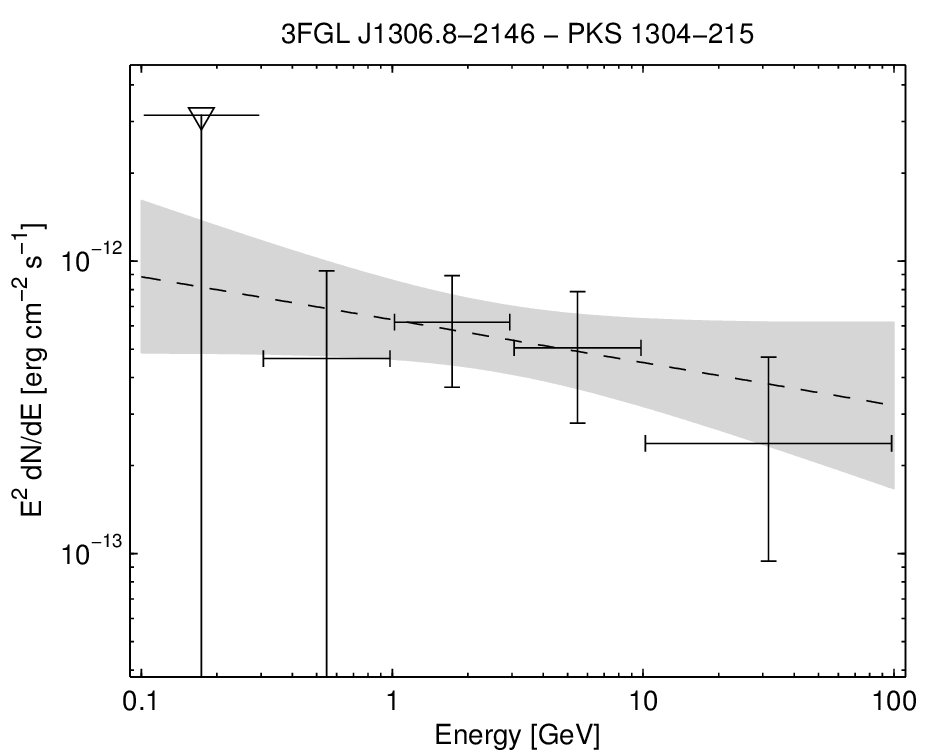 3FGL J1306.8−2146 − PKS 1304−215
E² dN/dE [erg cm⁻² s⁻¹]
10⁻¹²
10⁻¹³
0.1 1 10 100
Energy [GeV]